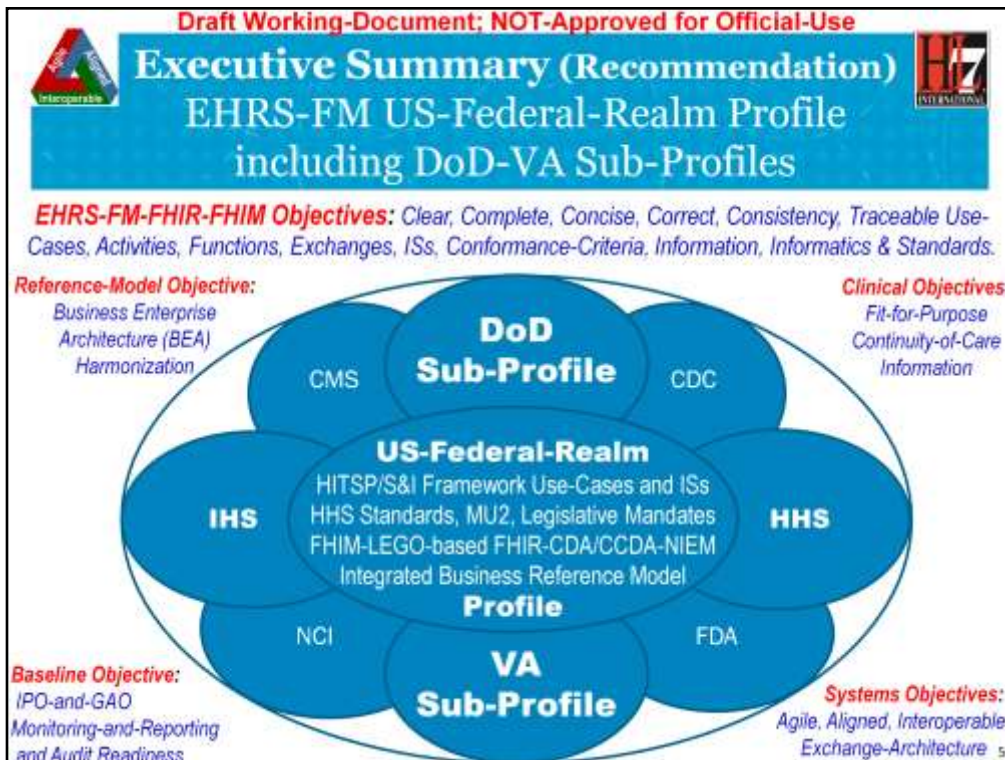 Draft Working-Document; NOT-Approved for Official-Use
Agile
Aligned
Interoperable
HL7
INTERNATIONAL
Executive Summary (Recommendation)
EHRS-FM US-Federal-Realm Profile
including DoD-VA Sub-Profiles
EHRS-FM-FHIR-FHIM Objectives: Clear, Complete, Concise, Correct, Consistency, Traceable Use-
Cases, Activities, Functions, Exchanges, ISs, Conformance-Criteria, Information, Informatics & Standards.
Reference-Model Objective:
Business Enterprise
Architecture (BEA)
Harmonization
Clinical Objectives
Fit-for-Purpose
Continuity-of-Care
Information
DoD
Sub-Profile
CMS
CDC
IHS
US-Federal-Realm
HITSP/S&I Framework Use-Cases and ISs
HHS Standards, MU2, Legislative Mandates
FHIM-LEGO-based FHIR-CDA/CCDA-NIEM
Integrated Business Reference Model
Profile
HHS
NCI
FDA
VA
Sub-Profile
Baseline Objective:
IPO-and-GAO
Monitoring-and-Reporting
and Audit Readiness
Systems Objectives:
Agile, Aligned, Interoperable
Exchange-Architecture
5